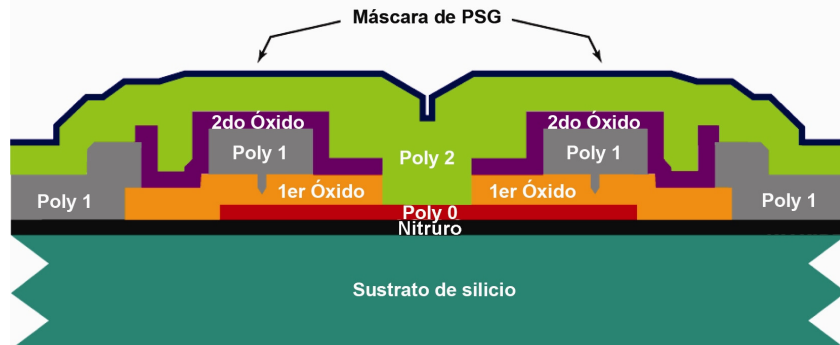 Máscara de PSG
2do Óxido
2do Óxido
Poly 1
Poly 2
Poly 1
Poly 1
1er Óxido
1er Óxido
Poly 1
Poly 0
Nitruro
Sustrato de silicio